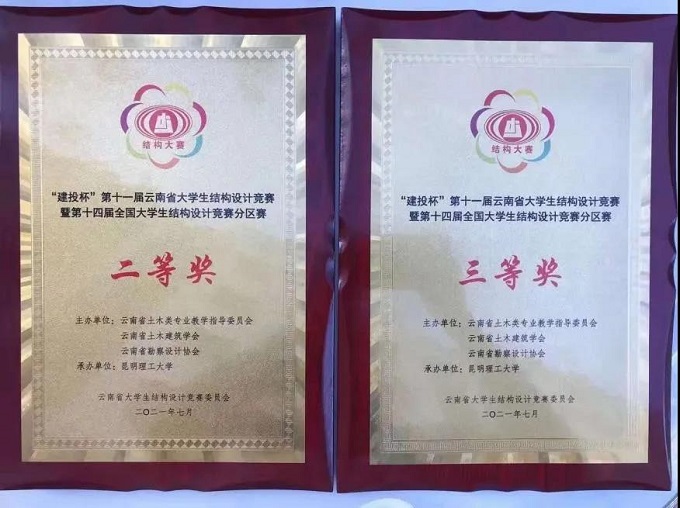 结构大赛
“建投杯”第十一届云南省大学生结构设计竞赛
暨第十四届全国大学生结构设计竞赛分区赛
二等奖
主办单位：云南省土木类专业教学指导委员会
云南省土木建筑学会
云南省勘察设计协会
承办单位：昆明理工大学
云南省大学生结构设计竞赛委员会
二〇二一年七月
结构大赛
“建投杯”第十一届云南省大学生结构设计竞赛
暨第十四届全国大学生结构设计竞赛分区赛
三等奖
主办单位：云南省土木类专业教学指导委员会
云南省土木建筑学会
云南省勘察设计协会
承办单位：昆明理工大学
云南省大学生结构设计竞赛委员会
二〇二一年七月